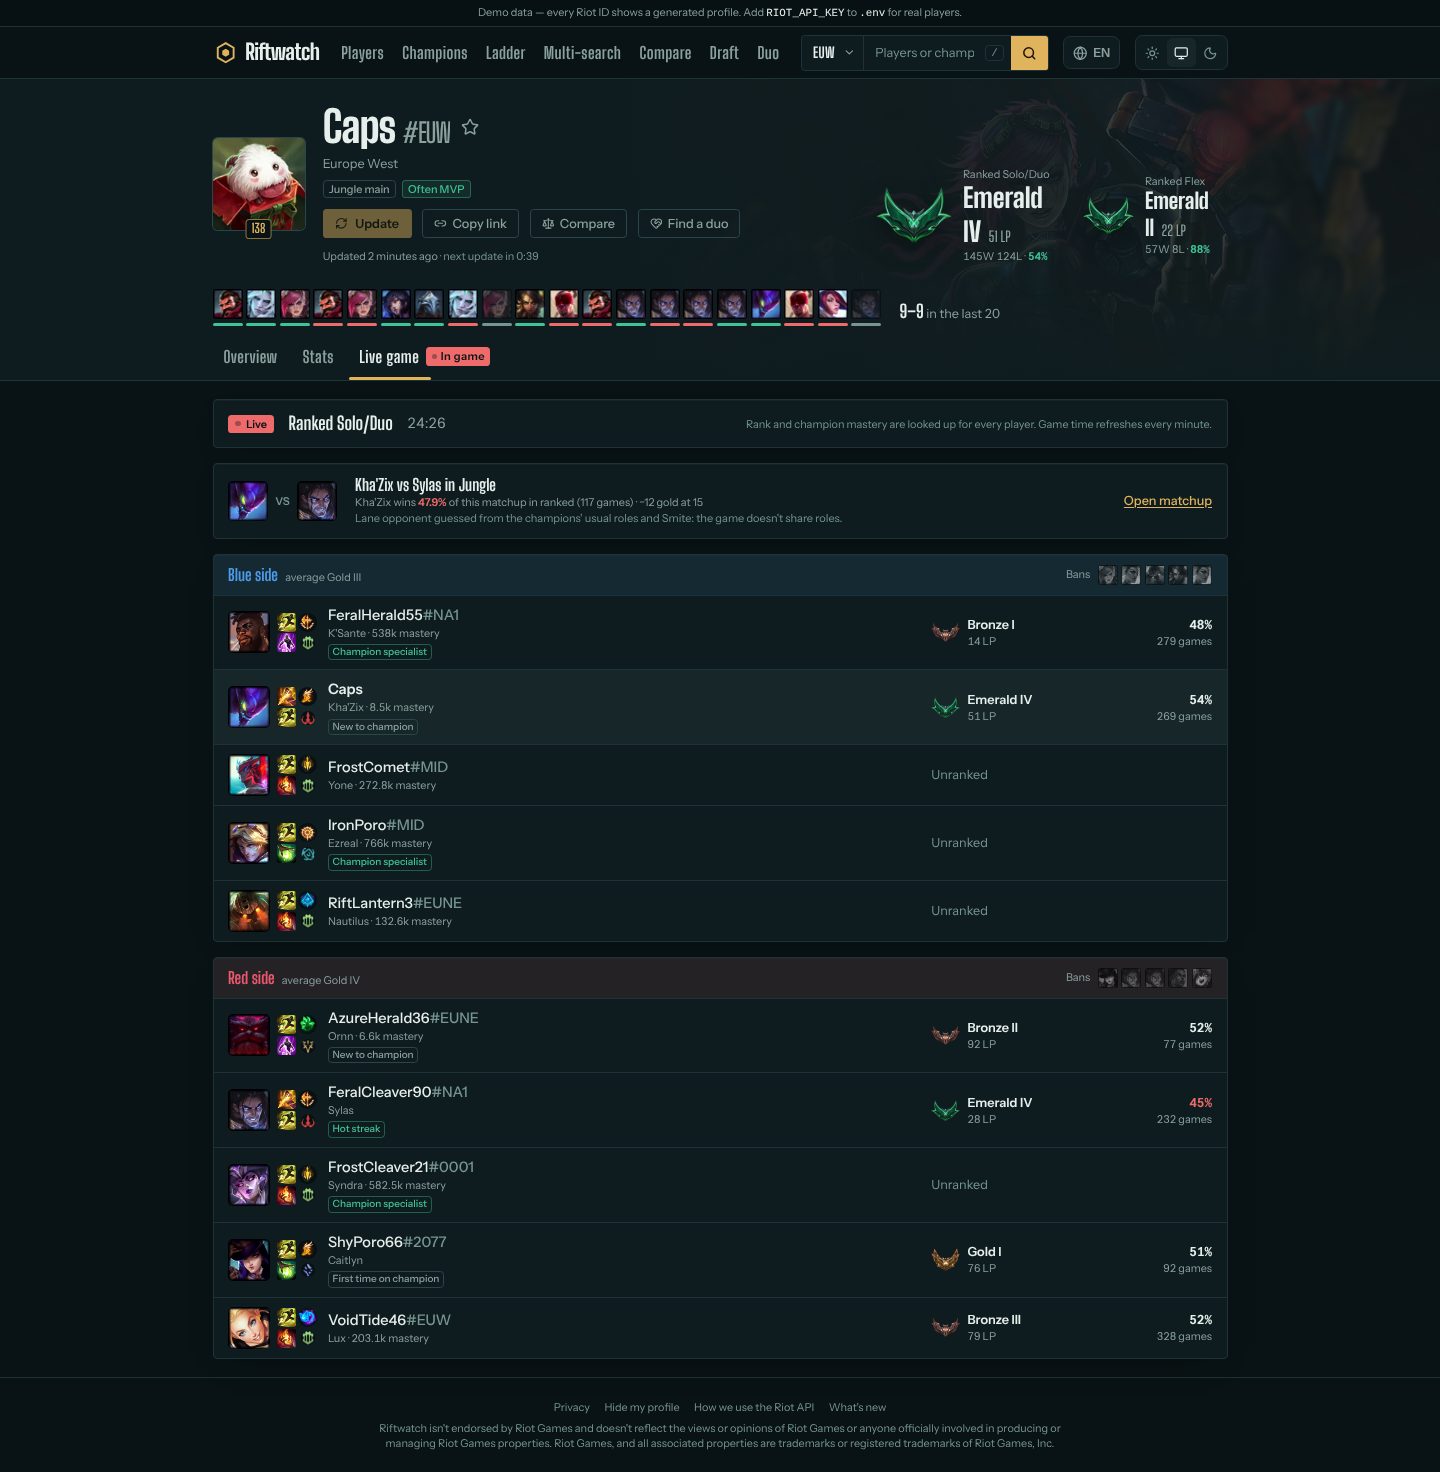 Demo data — every Riot ID shows a generated profile. Add RIOT_API_KEY to .env for real players.
Riftwatch Players Champions Ladder Multi-search Compare Draft Duo EUW Players or champ / EN
Caps #EUW
Europe West
Jungle main Often MVP
Update Copy link Compare Find a duo
Updated 2 minutes ago · next update in 0:39
138
Ranked Solo/Duo
Emerald
IV 51 LP
145W 124L · 54%
Ranked Flex
Emerald
II 22 LP
57W 8L · 88%
9–9 in the last 20
Overview Stats Live game In game
Live Ranked Solo/Duo 24:26 Rank and champion mastery are looked up for every player. Game time refreshes every minute.
VS
Kha'Zix vs Sylas in Jungle
Kha'Zix wins 47.9% of this matchup in ranked (117 games) · −12 gold at 15
Lane opponent guessed from the champions' usual roles and Smite: the game doesn't share roles.
Open matchup
Blue side average Gold III Bans
FeralHerald55#NA1
K'Sante · 538k mastery
Champion specialist
Bronze I
14 LP
48%
279 games
Caps
Kha'Zix · 8.5k mastery
New to champion
Emerald IV
51 LP
54%
269 games
FrostComet#MID
Yone · 272.8k mastery
Unranked
IronPoro#MID
Ezreal · 766k mastery
Champion specialist
Unranked
RiftLantern3#EUNE
Nautilus · 132.6k mastery
Unranked
Red side average Gold IV Bans
AzureHerald36#EUNE
Ornn · 6.6k mastery
New to champion
Bronze II
92 LP
52%
77 games
FeralCleaver90#NA1
Sylas
Hot streak
Emerald IV
28 LP
45%
232 games
FrostCleaver21#0001
Syndra · 582.5k mastery
Champion specialist
Unranked
ShyPoro66#2077
Caitlyn
First time on champion
Gold I
76 LP
51%
92 games
VoidTide46#EUW
Lux · 203.1k mastery
Bronze III
79 LP
52%
328 games
Privacy Hide my profile How we use the Riot API What's new
Riftwatch isn't endorsed by Riot Games and doesn't reflect the views or opinions of Riot Games or anyone officially involved in producing or
managing Riot Games properties. Riot Games, and all associated properties are trademarks or registered trademarks of Riot Games, Inc.